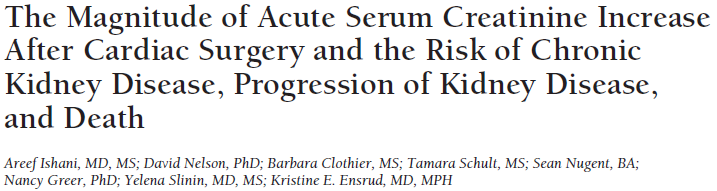 The Magnitude of Acute Serum Creatinine Increase
After Cardiac Surgery and the Risk of Chronic
Kidney Disease, Progression of Kidney Disease,
and Death
Areef Ishani, MD, MS; David Nelson, PhD; Barbara Clothier, MS; Tamara Schult, MS; Sean Nugent, BA;
Nancy Greer, PhD; Yelena Slinin, MD, MS; Kristine E. Ensrud, MD, MPH